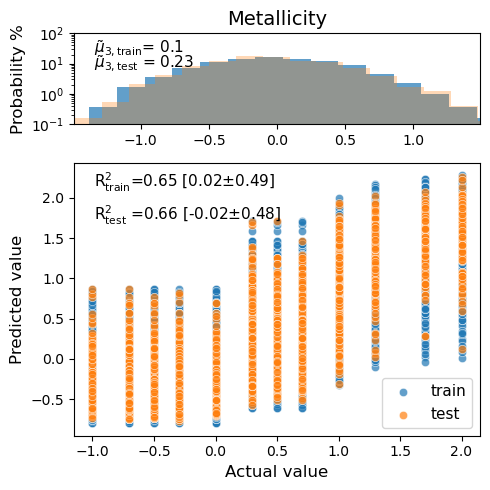 Metallicity
Probability %
10² 10¹ 10⁰ 10⁻¹
μ̃₃,train= 0.1
μ̃₃,test = 0.23
−1.0 −0.5 0.0 0.5 1.0
Predicted value
2.0 1.5 1.0 0.5 0.0 −0.5
R²train=0.65 [0.02±0.49]
R²test =0.66 [-0.02±0.48]
train
test
−1.0 −0.5 0.0 0.5 1.0 1.5 2.0
Actual value